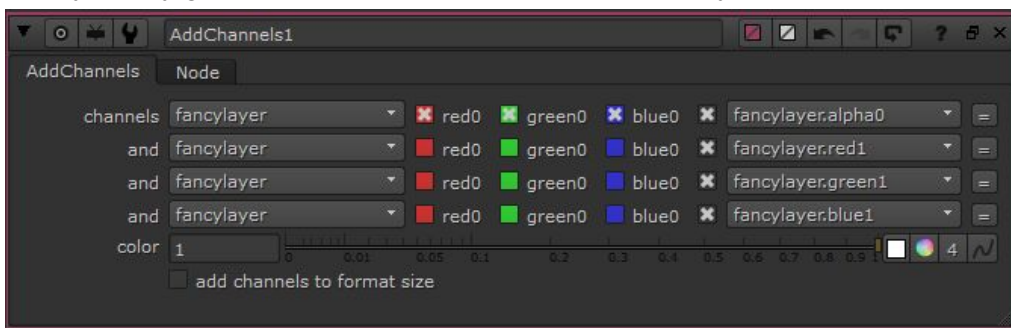 AddChannels1 ?
AddChannels Node
channels fancylayer red0 green0 blue0 fancylayer.alpha0 =
and fancylayer red0 green0 blue0 fancylayer.red1 =
and fancylayer red0 green0 blue0 fancylayer.green1 =
and fancylayer red0 green0 blue0 fancylayer.blue1 =
color 1 0 0.01 0.05 0.1 0.2 0.3 0.4 0.5 0.6 0.7 0.8 0.9 1 4
add channels to format size